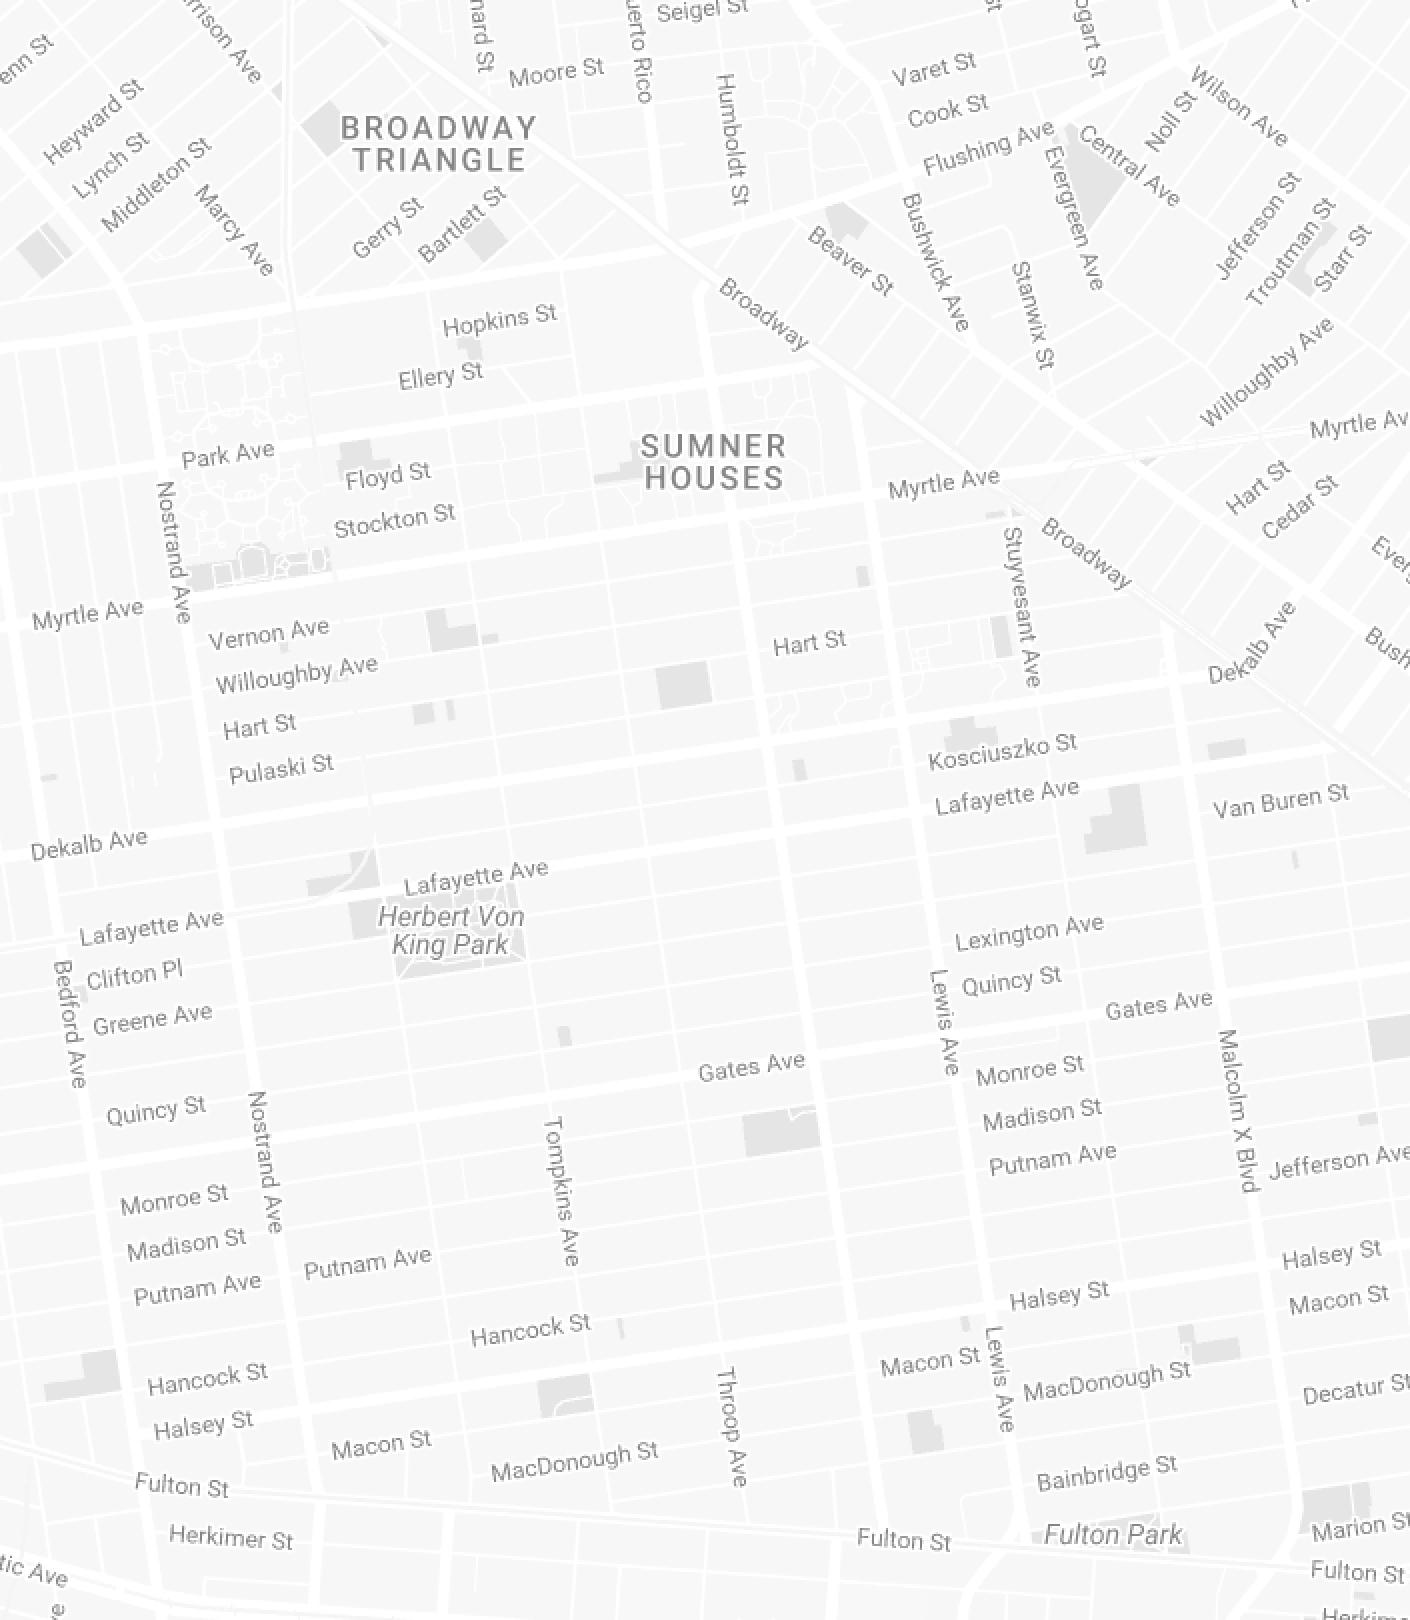 Seigel St
Moore St
Varet St
Cook St
Wilson Ave
Noll St
Heyward St
Lynch St
Middleton St
BROADWAY
TRIANGLE
Humboldt St
Flushing Ave
Central Ave
Marcy Ave
Gerry St
Bartlett St
Evergreen Ave
Jefferson St
Troutman St
Starr St
Beaver St
Bushwick Ave
Stanwix St
Hopkins St
Broadway
Ellery St
Willoughby Ave
Park Ave
Floyd St
SUMNER
HOUSES
Myrtle Av
Myrtle Ave
Hart St
Cedar St
Nostrand Ave
Stockton St
Stuyvesant Ave
Broadway
Myrtle Ave
Vernon Ave
Hart St
Dekalb Ave
Bush
Willoughby Ave
Hart St
Pulaski St
Kosciuszko St
Lafayette Ave
Van Buren St
Dekalb Ave
Lafayette Ave
Herbert Von
King Park
Lafayette Ave
Lexington Ave
Bedford Ave
Clifton Pl
Quincy St
Greene Ave
Lewis Ave
Gates Ave
Gates Ave
Monroe St
Malcolm X Blvd
Quincy St
Nostrand Ave
Madison St
Tompkins Ave
Putnam Ave
Jefferson Ave
Monroe St
Madison St
Putnam Ave
Putnam Ave
Halsey St
Halsey St
Macon St
Hancock St
Macon St
Lewis Ave
Hancock St
MacDonough St
Decatur St
Throop Ave
Halsey St
Macon St
MacDonough St
Bainbridge St
Fulton St
Herkimer St
Fulton St
Fulton Park
Marion St
Fulton St
tic Ave